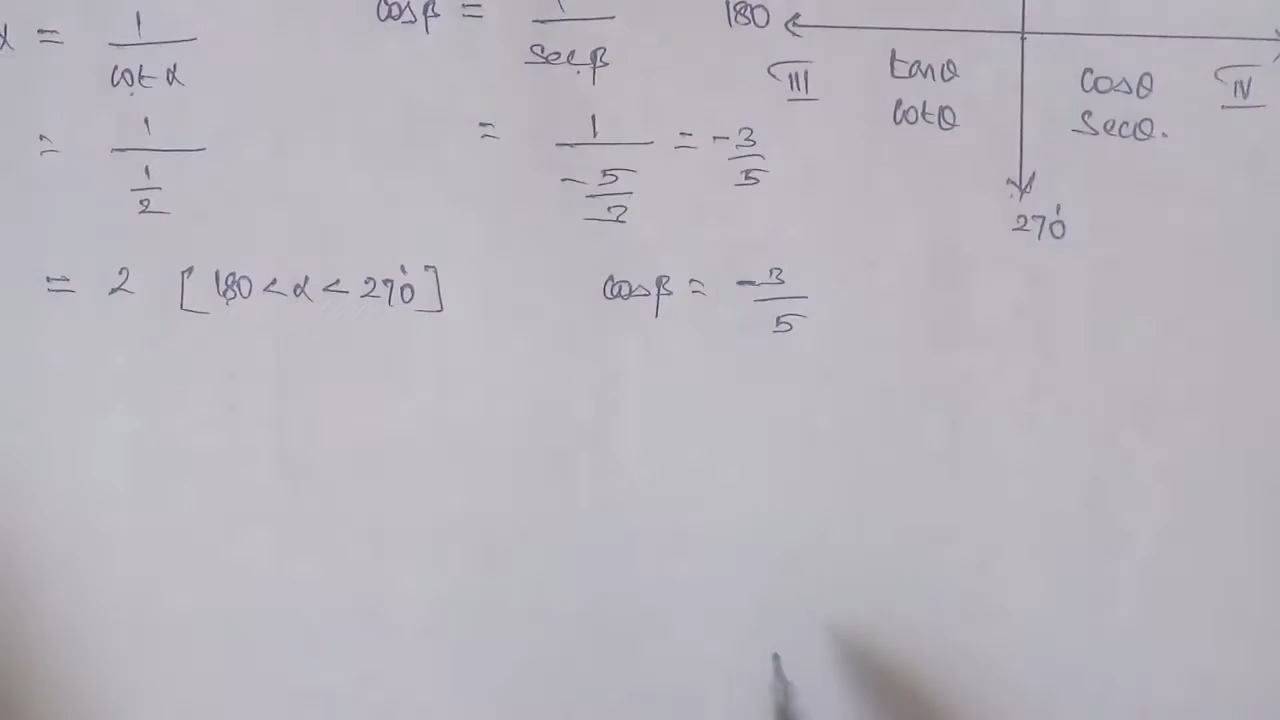 α = 1/cot α
= 1/(1/2)
= 2 [180 < α < 270°]
cos β = 1/sec β
= 1/(-5/3) = -3/5
cos β = -3/5
180
III
tan θ
cot θ
cos θ
sec θ.
IV
270°